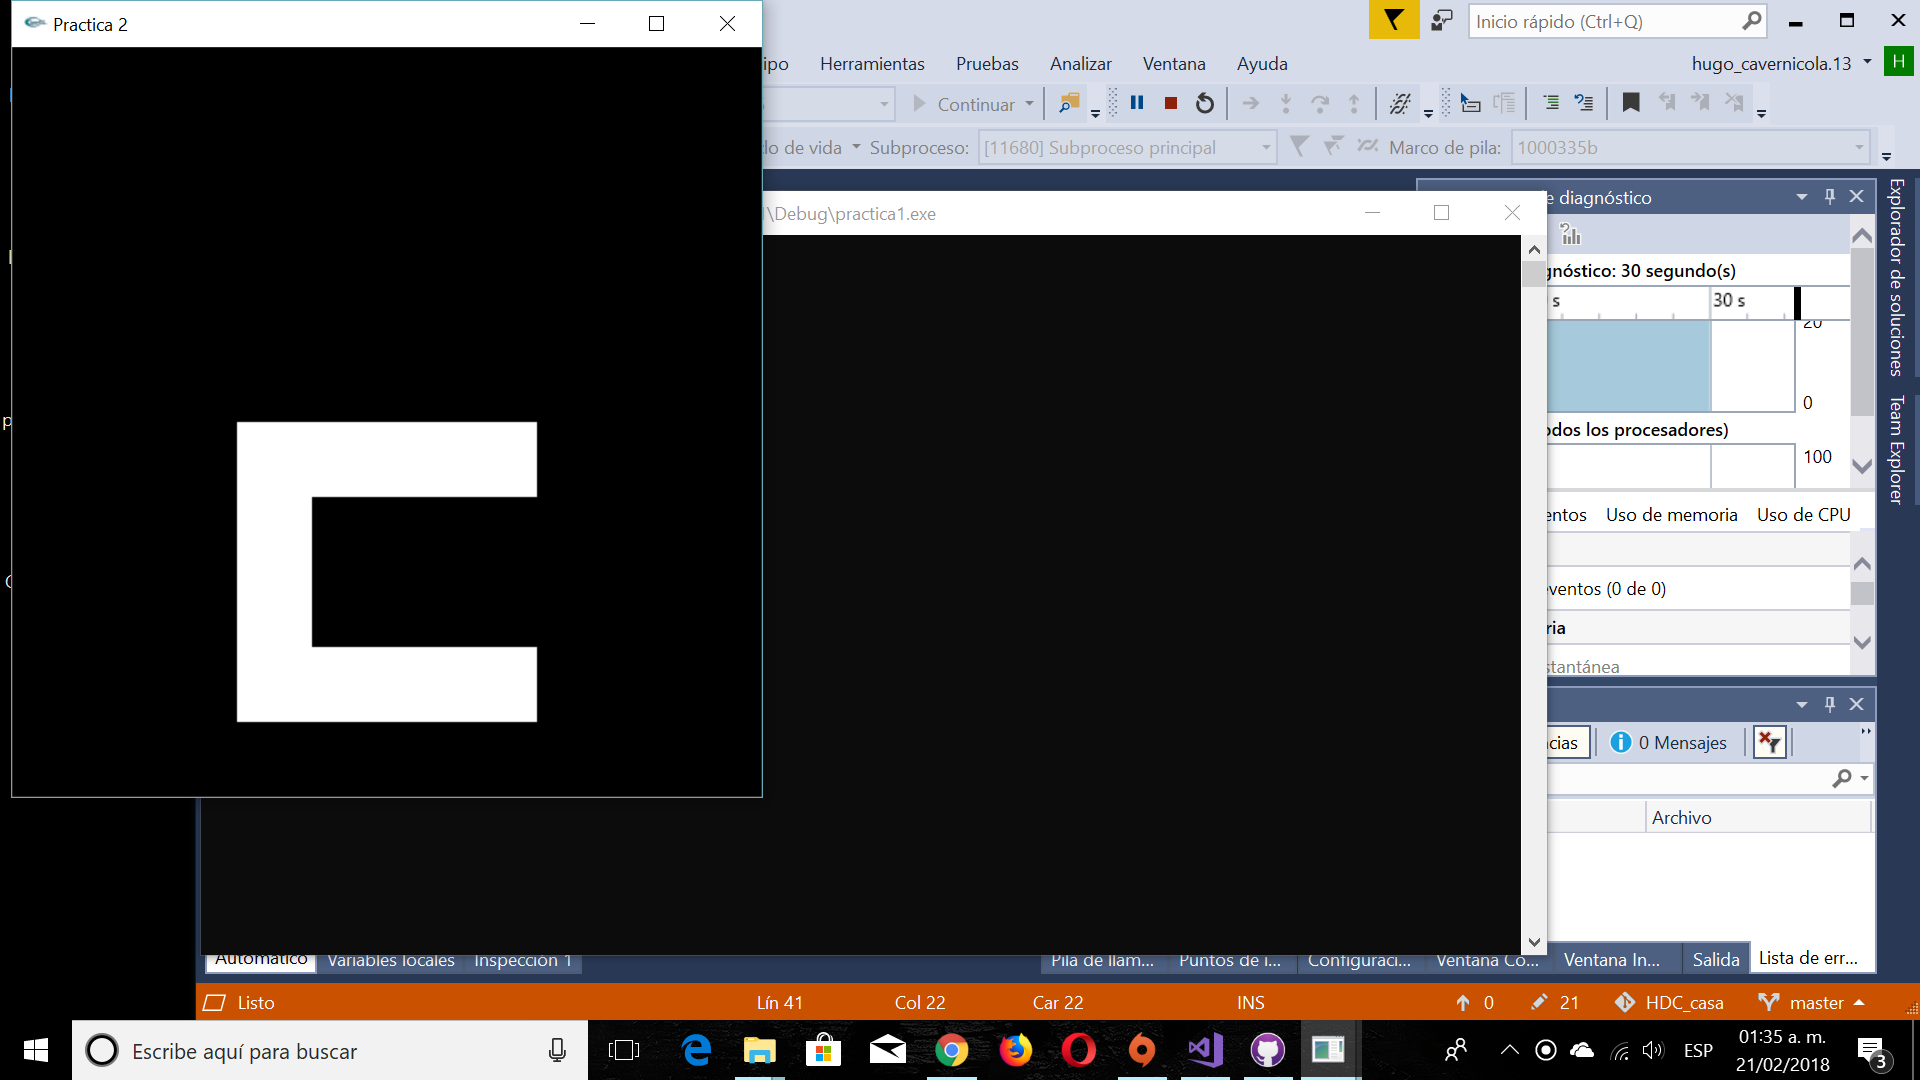 Practica 2
Inicio rápido (Ctrl+Q)
ipo Herramientas Pruebas Analizar Ventana Ayuda
hugo_cavernicola.13 H
Continuar
lo de vida Subproceso: [11680] Subproceso principal Marco de pila: 1000335b
\Debug\practica1.exe
e diagnóstico
gnóstico: 30 segundo(s)
s 30 s
20
0
odos los procesadores)
100
entos Uso de memoria Uso de CPU
eventos (0 de 0)
ria
stantánea
Explorador de soluciones
Team Explorer
cias 0 Mensajes
Archivo
Automático Variables locales Inspección 1
Pila de llam... Puntos de i... Configuraci... Ventana Co... Ventana In... Salida Lista de err...
Listo Lín 41 Col 22 Car 22 INS 0 21 HDC_casa master
Escribe aquí para buscar
ESP
01:35 a. m.
21/02/2018
3